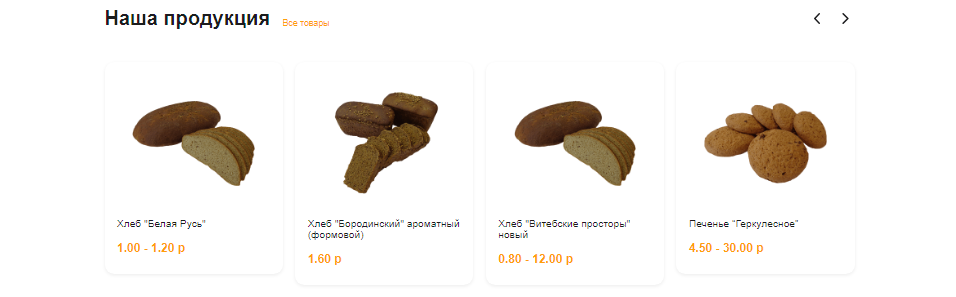 Наша продукция Все товары
Хлеб "Белая Русь"
1.00 - 1.20 р
Хлеб "Бородинский" ароматный
(формовой)
1.60 р
Хлеб "Витебские просторы"
новый
0.80 - 12.00 р
Печенье "Геркулесное"
4.50 - 30.00 р